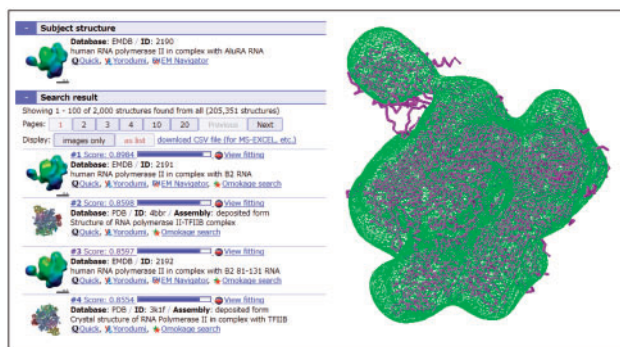 - Subject structure
Database: EMDB / ID: 2190
human RNA polymerase II in complex with AluRA RNA
Quick, Yorodumi, EM Navigator
- Search result
Showing 1 - 100 of 2,000 structures found from all (205,351 structures)
Pages: 1 2 3 4 10 20 Previous Next
Display: images only as list download CSV file (for MS-EXCEL, etc.)
#1 Score: 0.8984 View fitting
Database: EMDB / ID: 2191
human RNA polymerase II in complex with B2 RNA
Quick, Yorodumi, EM Navigator, Omokage search
#2 Score: 0.8598 View fitting
Database: PDB / ID: 4bbr / Assembly: deposited form
Structure of RNA polymerase II-TFIIB complex
Quick, Yorodumi, Omokage search
#3 Score: 0.8597 View fitting
Database: EMDB / ID: 2192
human RNA polymerase II in complex with B2 81-131 RNA
Quick, Yorodumi, EM Navigator, Omokage search
#4 Score: 0.8554 View fitting
Database: PDB / ID: 3k1f / Assembly: deposited form
Crystal structure of RNA Polymerase II in complex with TFIIB
Quick, Yorodumi, Omokage search